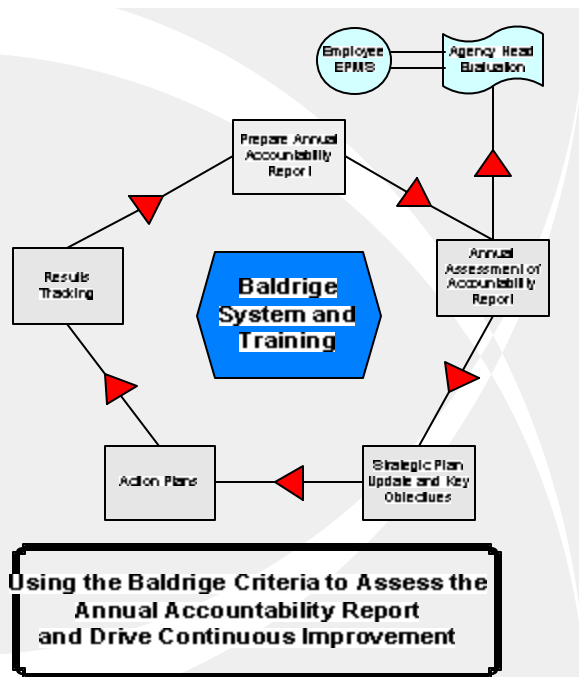 Employee
EPMS
Agency Head
Evaluation
Prepare Annual
Accountability
Report
Results
Tracking
Baldrige
System and
Training
Annual
Assessment of
Accountability
Report
Action Plans
Strategic Plan
Update and Key
Objectives
Using the Baldrige Criteria to Assess the
Annual Accountability Report
and Drive Continuous Improvement